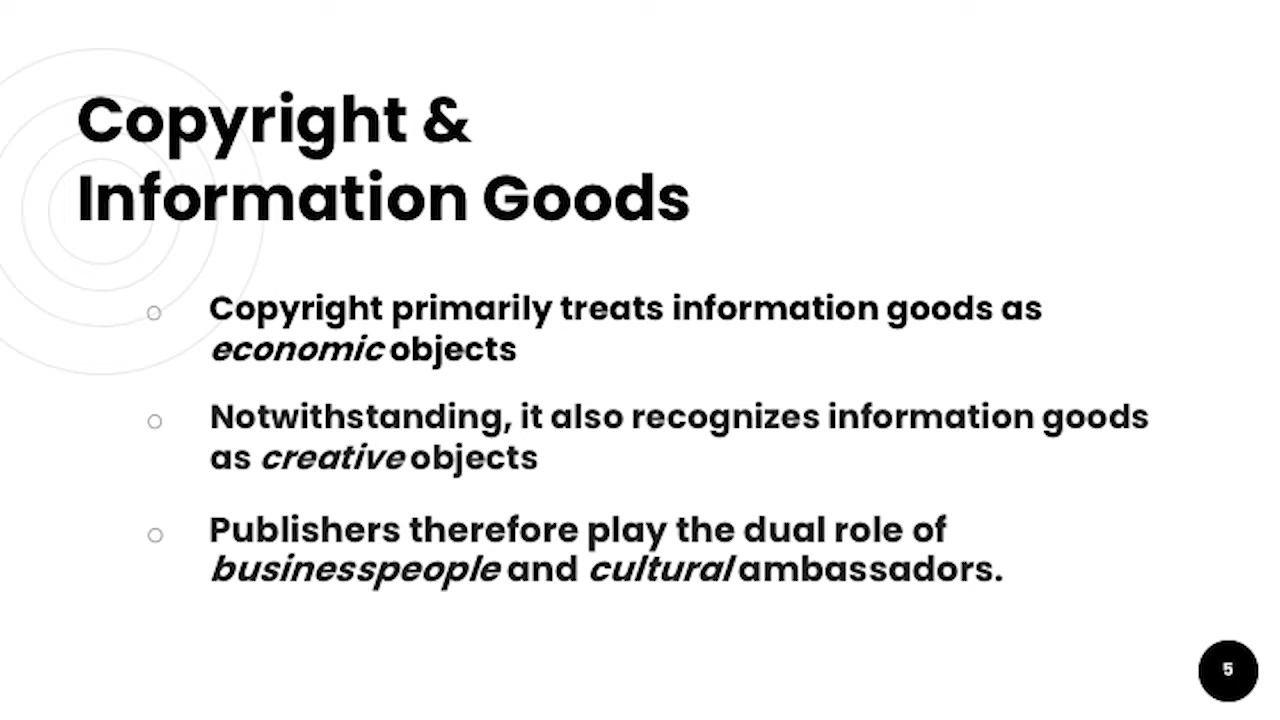 Copyright &
Information Goods
Copyright primarily treats information goods as
economic objects
Notwithstanding, it also recognizes information goods
as creative objects
Publishers therefore play the dual role of
businesspeople and cultural ambassadors.
5